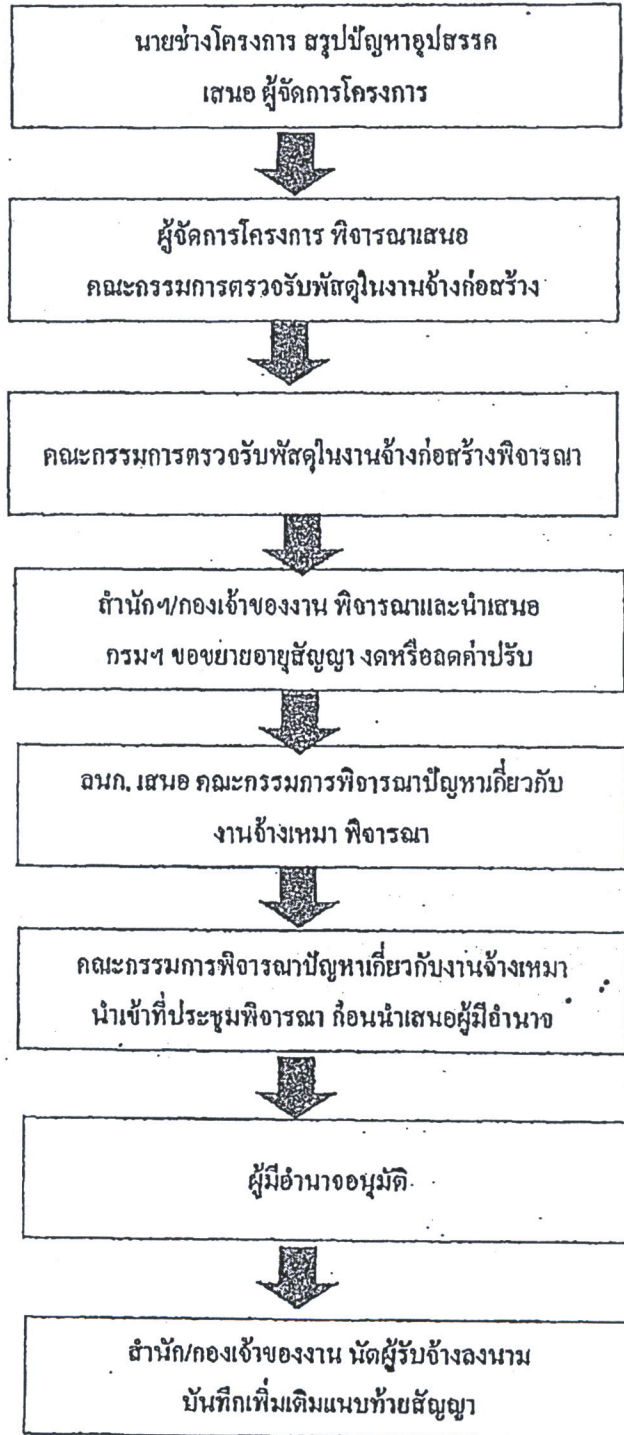 นายช่างโครงการ สรุปปัญหาอุปสรรค
เสนอ ผู้จัดการโครงการ
ผู้จัดการโครงการ พิจารณาเสนอ
คณะกรรมการตรวจรับพัสดุในงานจ้างก่อสร้าง
คณะกรรมการตรวจรับพัสดุในงานจ้างก่อสร้างพิจารณา
สำนักฯ/กองเจ้าของงาน พิจารณาและนำเสนอ
กรมฯ ขอขยายอายุสัญญา งดหรือลดค่าปรับ
ลนก. เสนอ คณะกรรมการพิจารณาปัญหาเกี่ยวกับ
งานจ้างเหมา พิจารณา
คณะกรรมการพิจารณาปัญหาเกี่ยวกับงานจ้างเหมา
นำเข้าที่ประชุมพิจารณา ก่อนนำเสนอผู้มีอำนาจ
ผู้มีอำนาจอนุมัติ
สำนัก/กองเจ้าของงาน นัดผู้รับจ้างลงนาม
บันทึกเพิ่มเติมแนบท้ายสัญญา